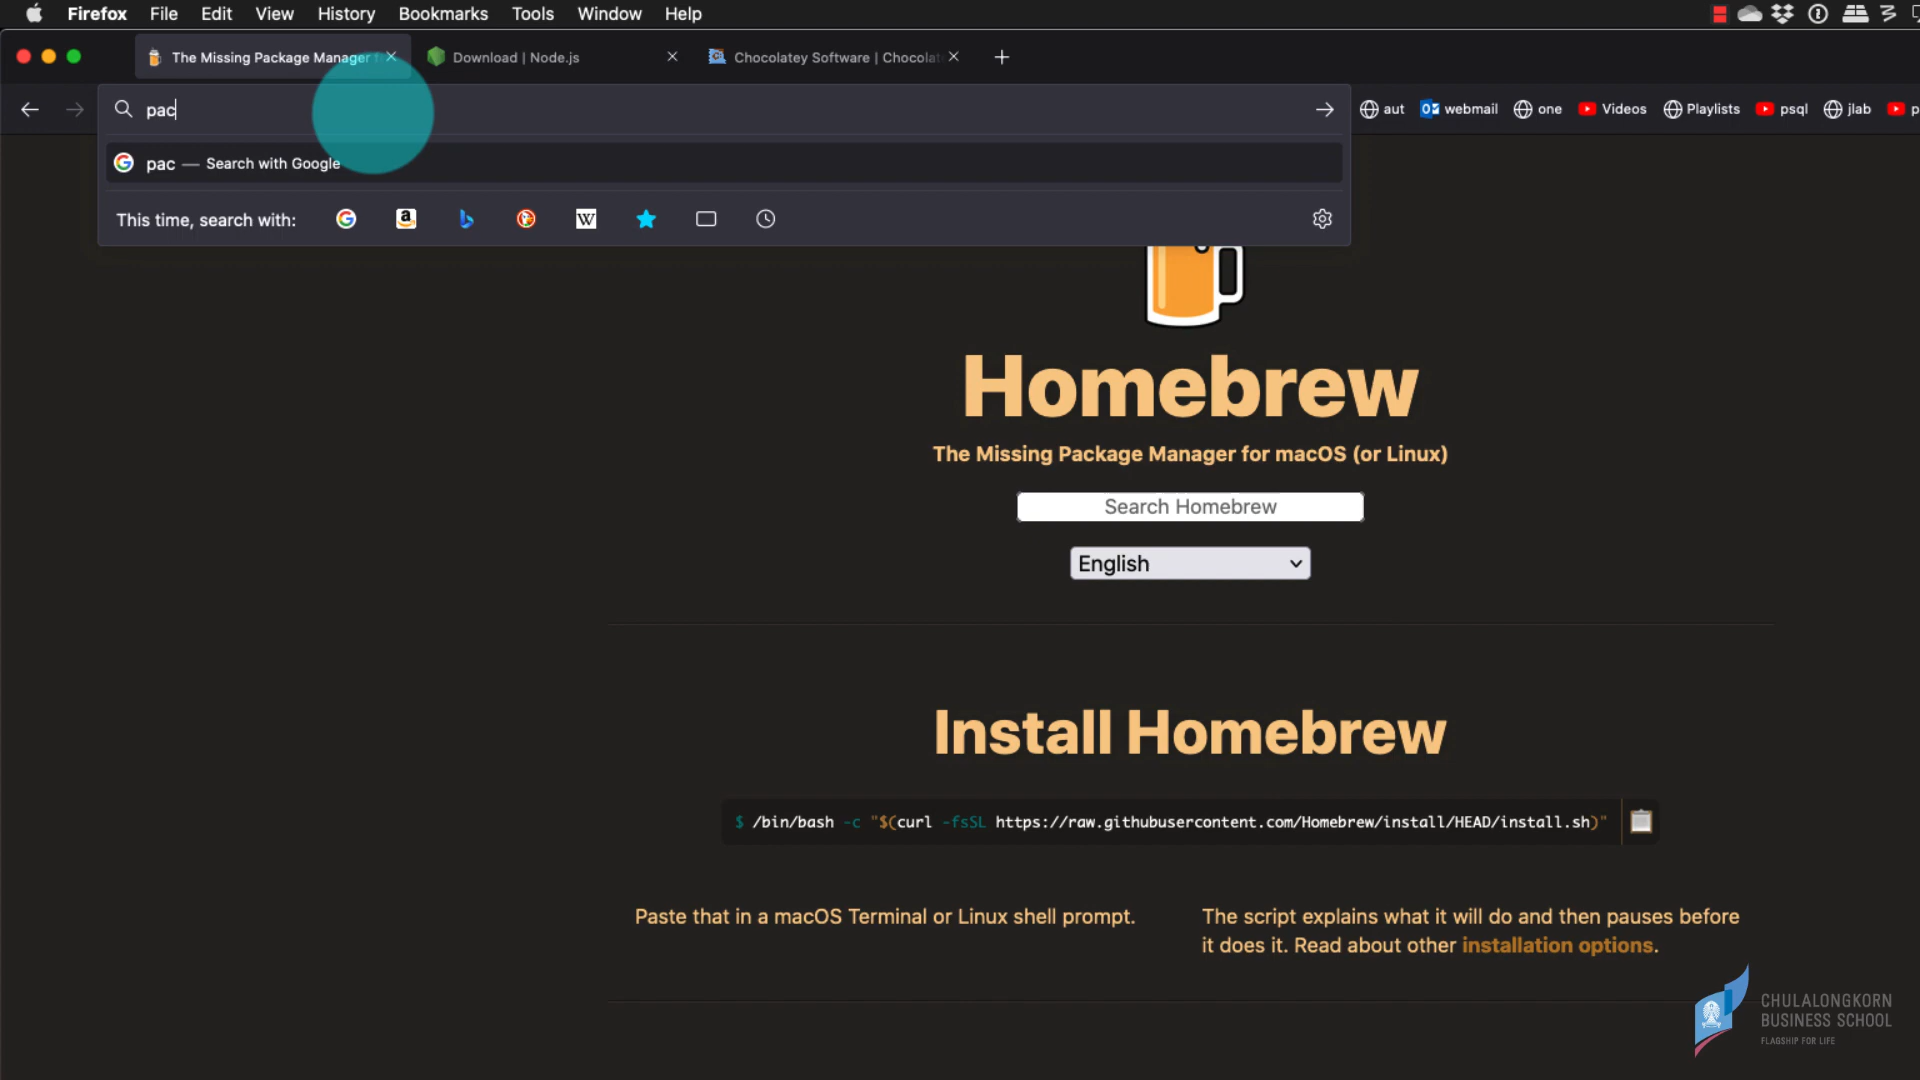 Firefox File Edit View History Bookmarks Tools Window Help
The Missing Package Manager f
Download | Node.js
Chocolatey Software | Chocolat
pac
aut
webmail
one
Videos
Playlists
psql
jlab
p
pac — Search with Google
This time, search with:
Homebrew
The Missing Package Manager for macOS (or Linux)
Search Homebrew
English
Install Homebrew
$ /bin/bash -c "$(curl -fsSL https://raw.githubusercontent.com/Homebrew/install/HEAD/install.sh)"
Paste that in a macOS Terminal or Linux shell prompt.
The script explains what it will do and then pauses before
it does it. Read about other installation options.
CHULALONGKORN
BUSINESS SCHOOL
FLAGSHIP FOR LIFE